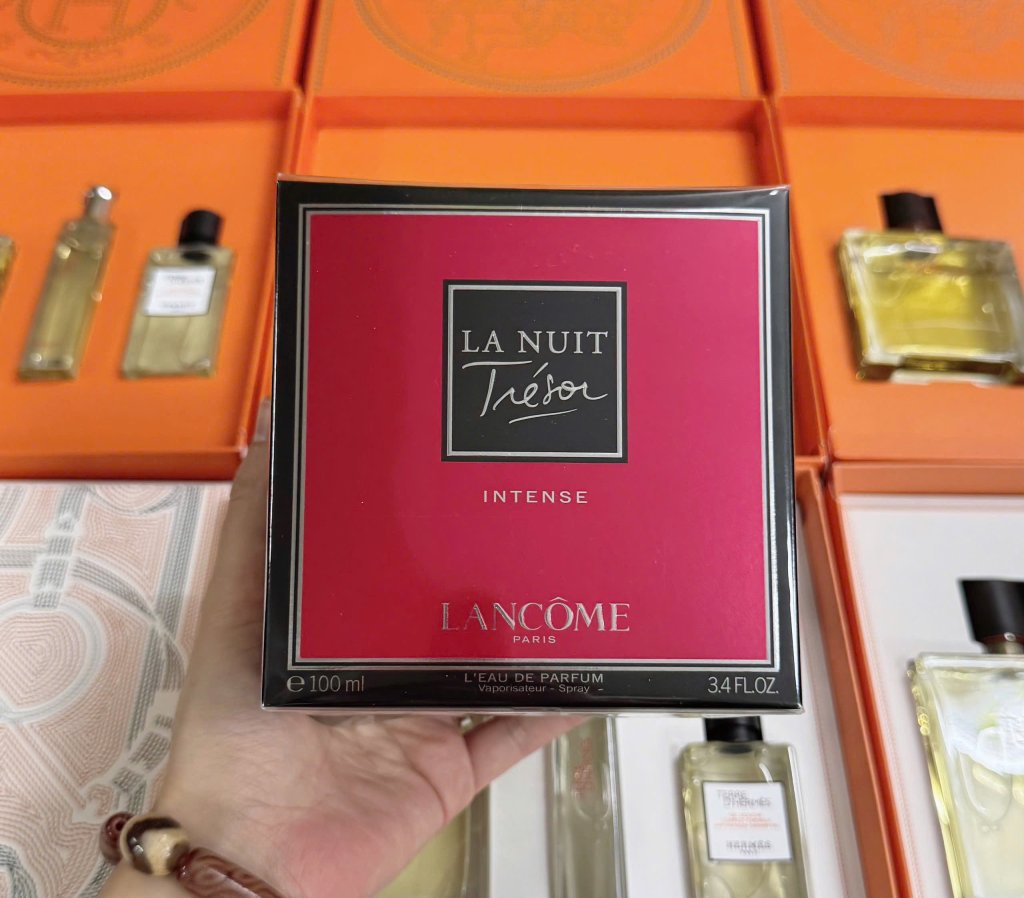 LA NUIT
Trésor
INTENSE
LANCÔME
PARIS
L'EAU DE PARFUM
Vaporisateur - Spray
℮ 100 ml
3.4 FL.OZ.
TERRE
D'HERMÈS
HERMÈS